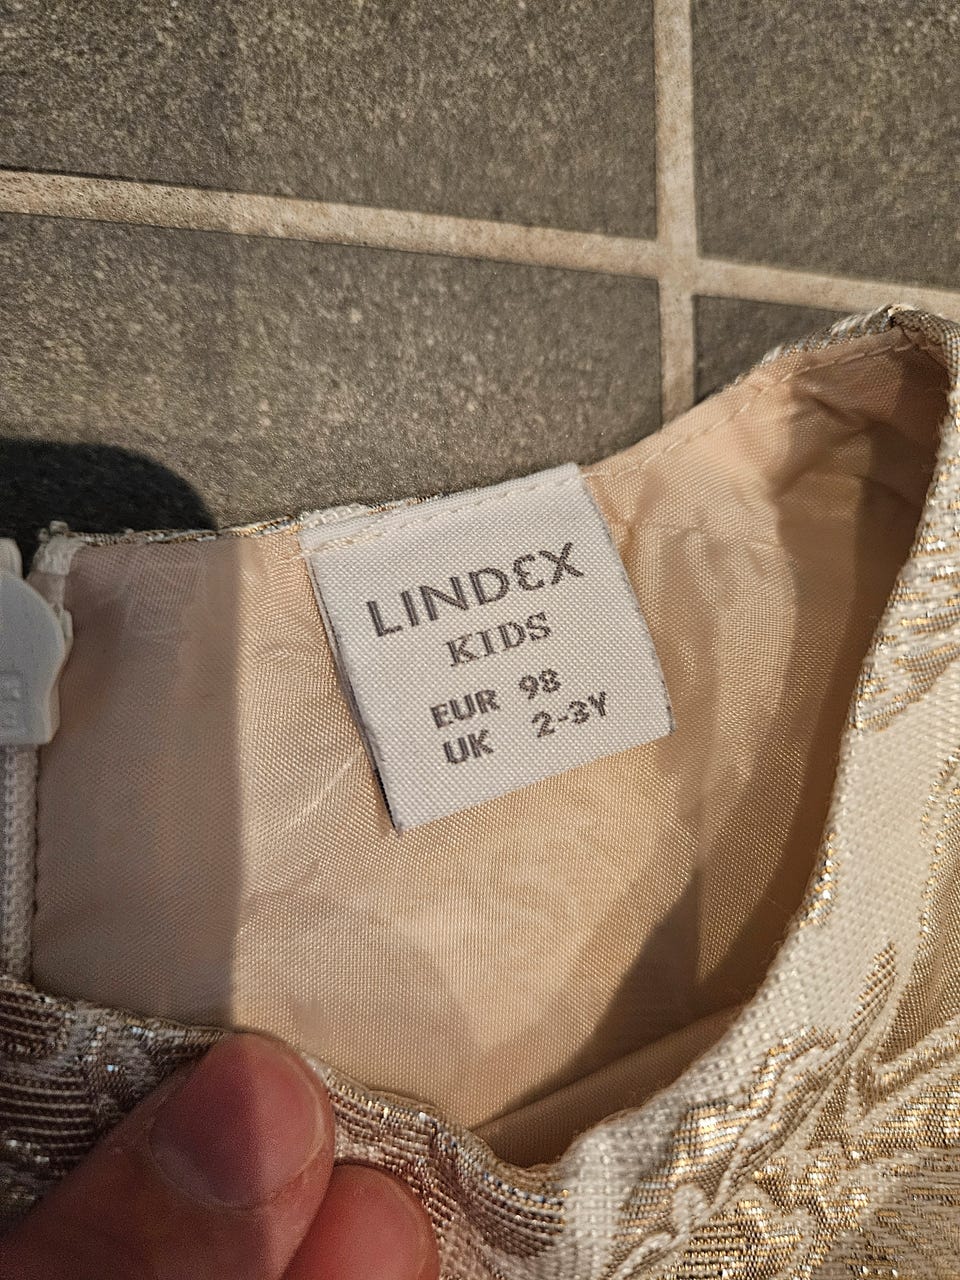 LINDEX
KIDS
EUR 98
UK 2-3Y